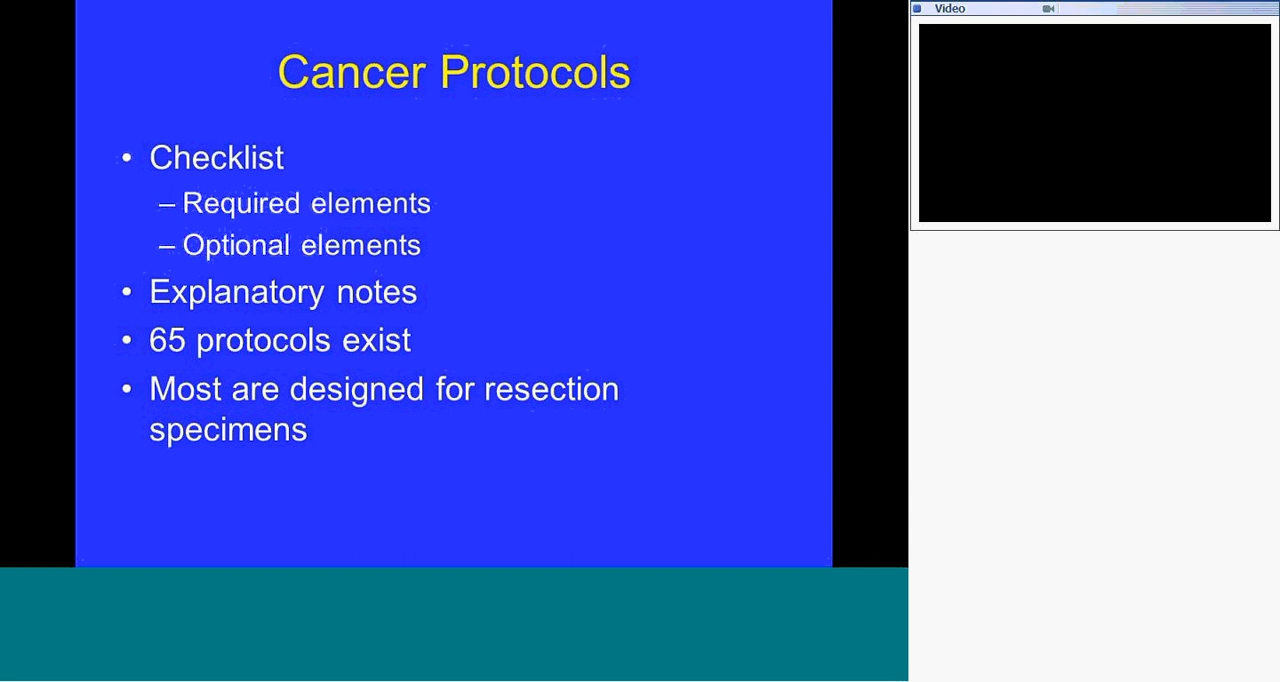 Video
Cancer Protocols
• Checklist
– Required elements
– Optional elements
• Explanatory notes
• 65 protocols exist
• Most are designed for resection
specimens